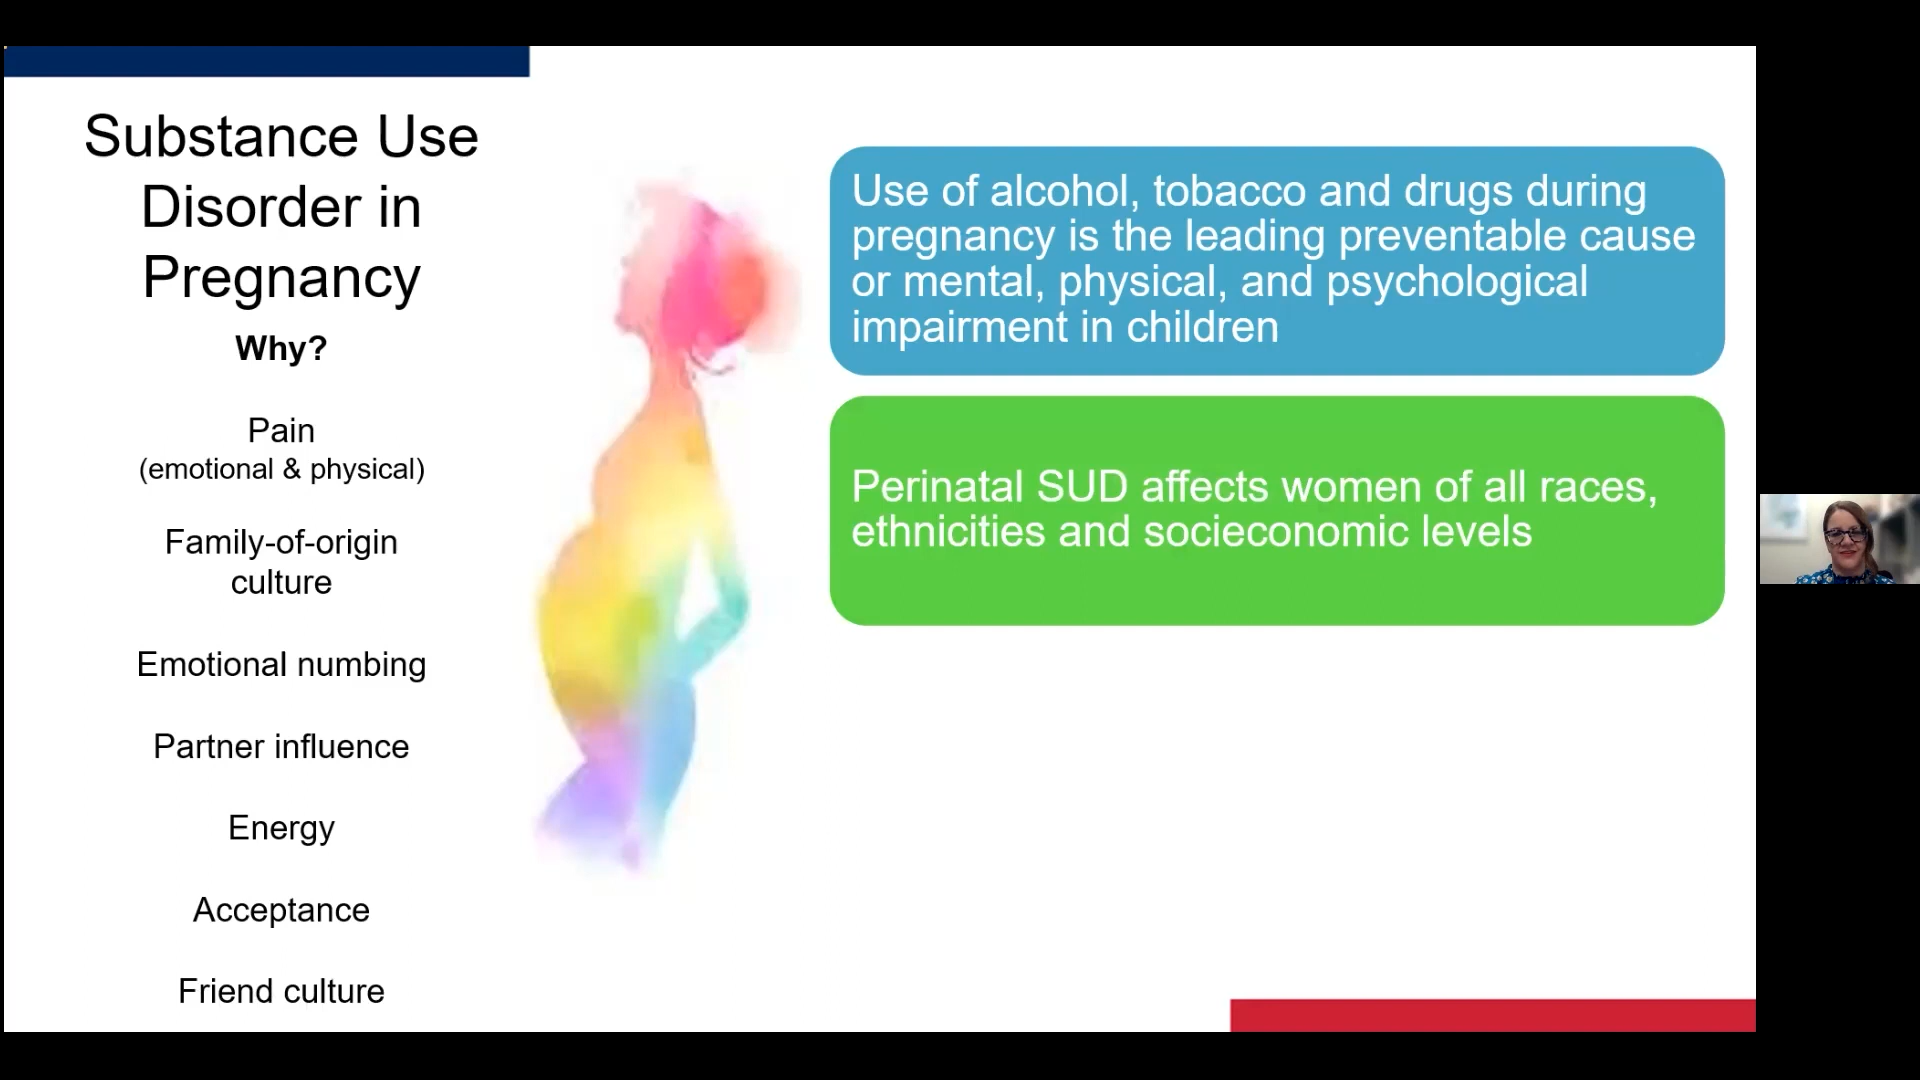 Substance Use
Disorder in
Pregnancy
Why?
Pain
(emotional & physical)
Family-of-origin
culture
Emotional numbing
Partner influence
Energy
Acceptance
Friend culture
Use of alcohol, tobacco and drugs during
pregnancy is the leading preventable cause
or mental, physical, and psychological
impairment in children
Perinatal SUD affects women of all races,
ethnicities and socieconomic levels